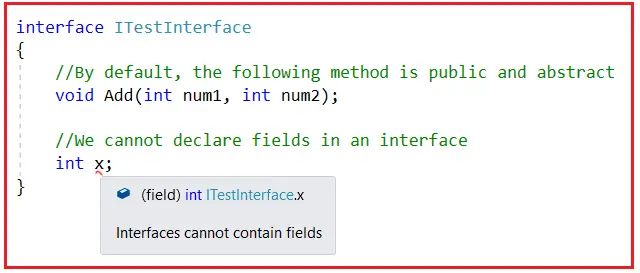 interface ITestInterface
{
//By default, the following method is public and abstract
void Add(int num1, int num2);
//We cannot declare fields in an interface
int x;
}
(field) int ITestInterface.x
Interfaces cannot contain fields